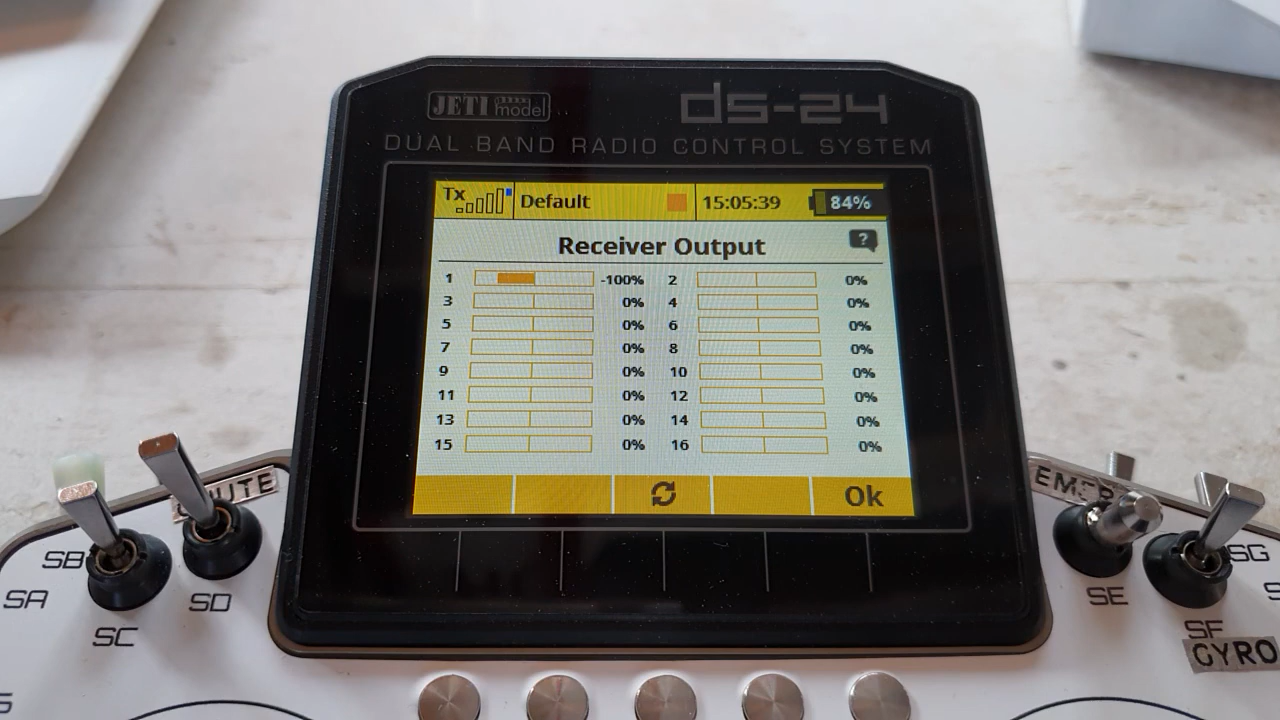 JETI model
ds-24
DUAL BAND RADIO CONTROL SYSTEM
Tx Default 15:05:39 84%
Receiver Output ?
1 -100% 2 0%
3 0% 4 0%
5 0% 6 0%
7 0% 8 0%
9 0% 10 0%
11 0% 12 0%
13 0% 14 0%
15 0% 16 0%
Ok
SB
SA
SD
SC
SE
SG
SF
GYRO